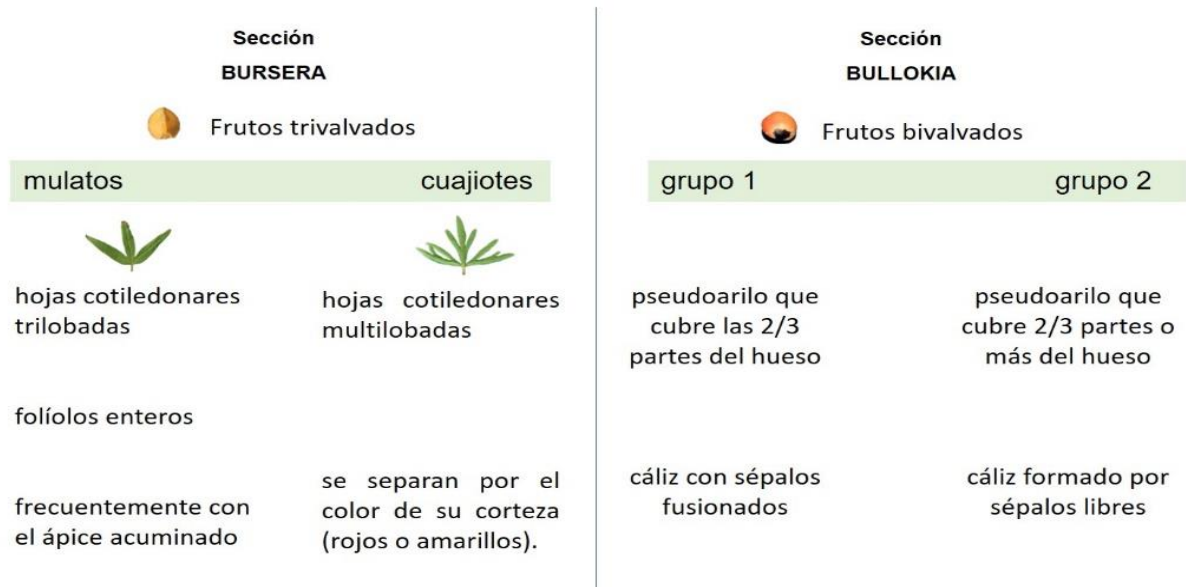 Sección
BURSERA
Frutos trivalvados
mulatos
cuajiotes
hojas cotiledonares
trilobadas
hojas cotiledonares
multilobadas
folíolos enteros
frecuentemente con
el ápice acuminado
se separan por el
color de su corteza
(rojos o amarillos).
Sección
BULLOKIA
Frutos bivalvados
grupo 1
grupo 2
pseudoarilo que
cubre las 2/3
partes del hueso
pseudoarilo que
cubre 2/3 partes o
más del hueso
cáliz con sépalos
fusionados
cáliz formado por
sépalos libres